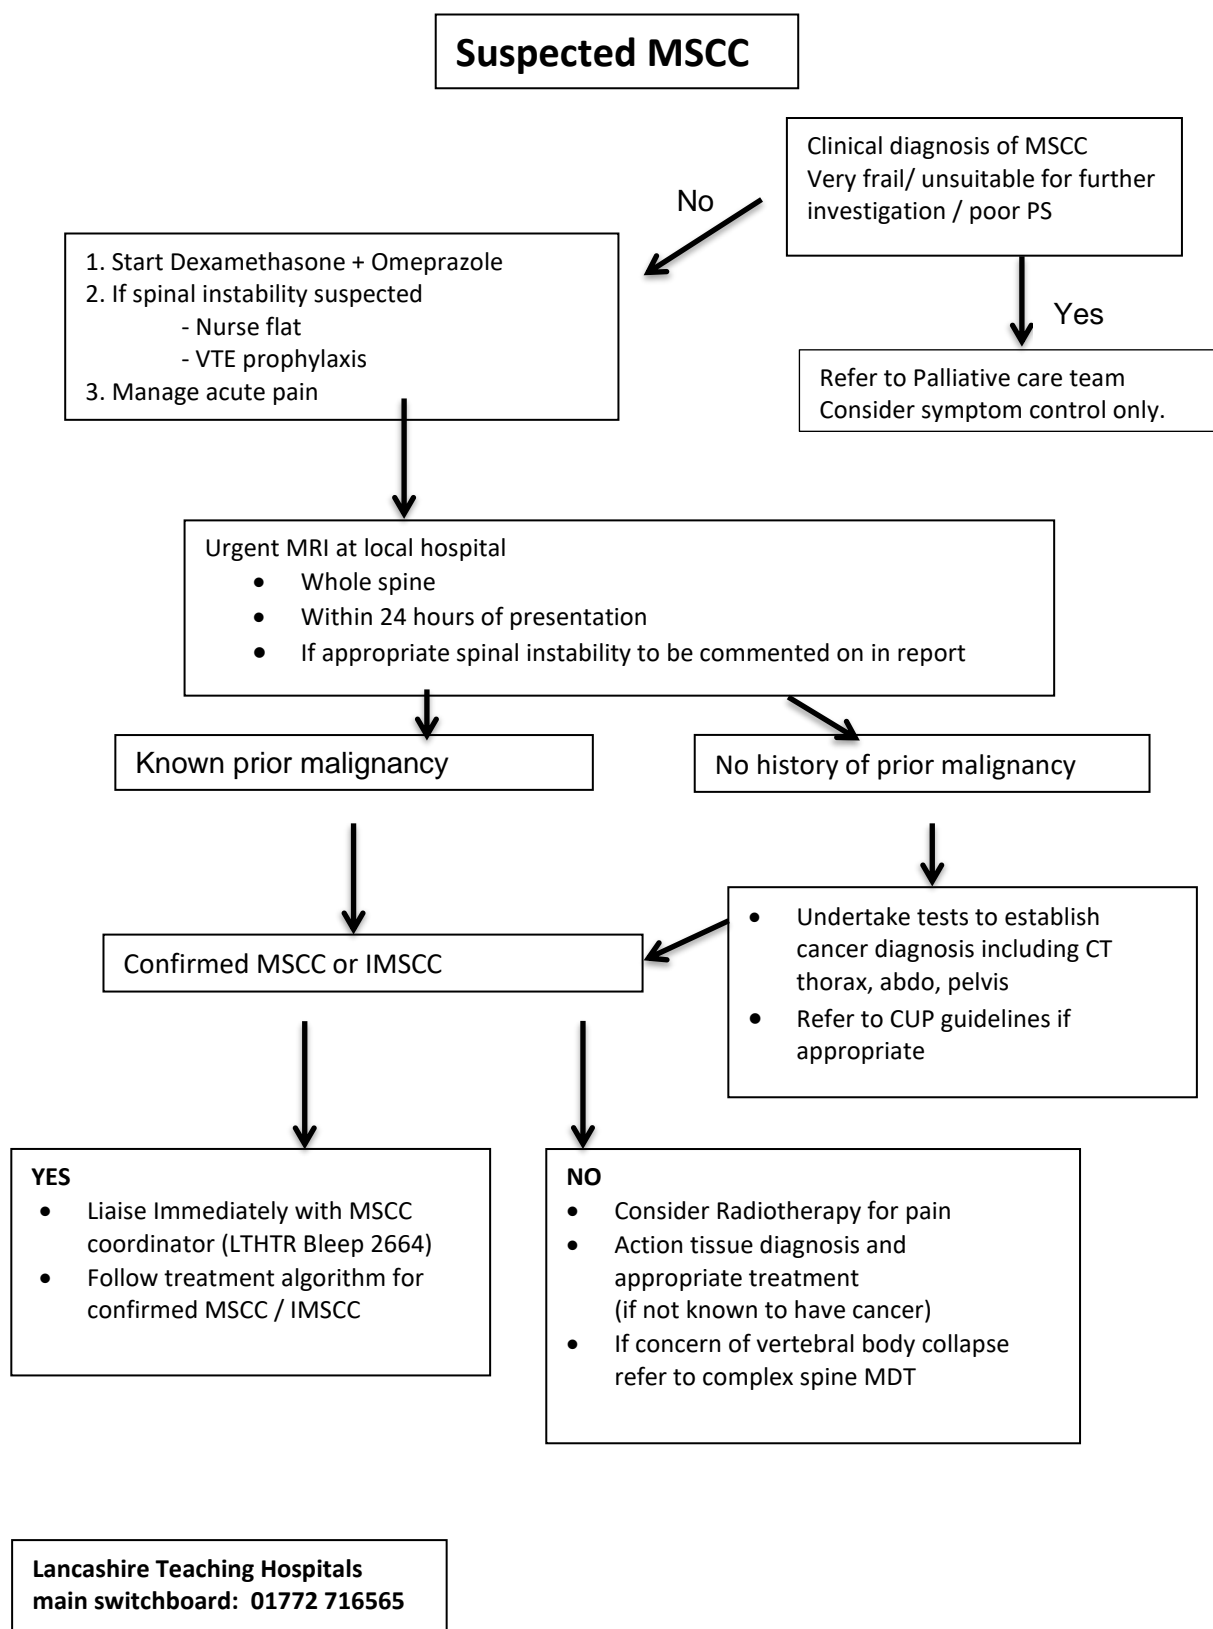 Suspected MSCC
Clinical diagnosis of MSCC
Very frail/ unsuitable for further
investigation / poor PS
No
Yes
1. Start Dexamethasone + Omeprazole
2. If spinal instability suspected
- Nurse flat
- VTE prophylaxis
3. Manage acute pain
Refer to Palliative care team
Consider symptom control only.
Urgent MRI at local hospital
• Whole spine
• Within 24 hours of presentation
• If appropriate spinal instability to be commented on in report
Known prior malignancy
No history of prior malignancy
• Undertake tests to establish
cancer diagnosis including CT
thorax, abdo, pelvis
• Refer to CUP guidelines if
appropriate
Confirmed MSCC or IMSCC
YES
• Liaise Immediately with MSCC
coordinator (LTHTR Bleep 2664)
• Follow treatment algorithm for
confirmed MSCC / IMSCC
NO
• Consider Radiotherapy for pain
• Action tissue diagnosis and
appropriate treatment
(if not known to have cancer)
• If concern of vertebral body collapse
refer to complex spine MDT
Lancashire Teaching Hospitals
main switchboard: 01772 716565